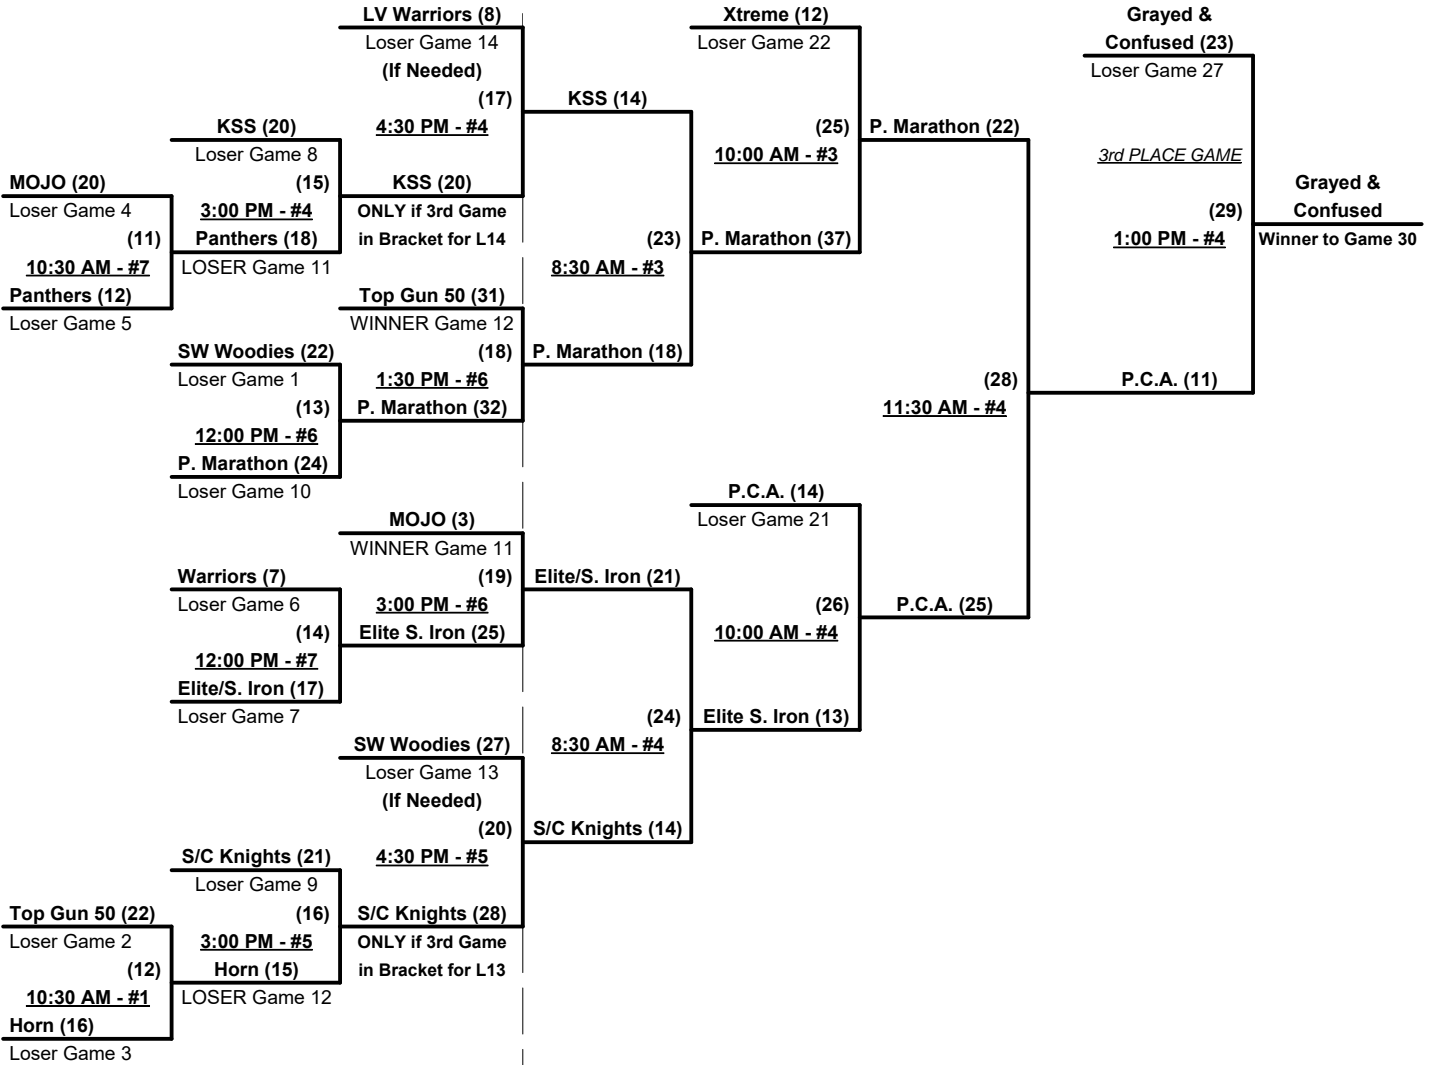 LV Warriors (8)
Loser Game 14
(If Needed)
(17)
4:30 PM - #4
Xtreme (12)
Loser Game 22
Grayed &
Confused (23)
Loser Game 27
KSS (14)
KSS (20)
Loser Game 8
(15)
3:00 PM - #4
(25)
10:00 AM - #3
P. Marathon (22)
3rd PLACE GAME
MOJO (20)
Loser Game 4
(11)
10:30 AM - #7
Panthers (12)
Loser Game 5
KSS (20)
ONLY if 3rd Game
in Bracket for L14
Panthers (18)
LOSER Game 11
(23)
8:30 AM - #3
P. Marathon (37)
(29)
1:00 PM - #4
Grayed &
Confused
Winner to Game 30
Top Gun 50 (31)
WINNER Game 12
(18)
1:30 PM - #6
P. Marathon (32)
P. Marathon (18)
SW Woodies (22)
Loser Game 1
(13)
12:00 PM - #6
P. Marathon (24)
Loser Game 10
(28)
11:30 AM - #4
P.C.A. (11)
P.C.A. (14)
Loser Game 21
MOJO (3)
WINNER Game 11
(19)
3:00 PM - #6
Elite S. Iron (25)
Elite/S. Iron (21)
Warriors (7)
Loser Game 6
(14)
12:00 PM - #7
Elite/S. Iron (17)
Loser Game 7
(26)
10:00 AM - #4
P.C.A. (25)
(24)
8:30 AM - #4
Elite S. Iron (13)
SW Woodies (27)
Loser Game 13
(If Needed)
(20)
4:30 PM - #5
S/C Knights (14)
S/C Knights (21)
Loser Game 9
(16)
3:00 PM - #5
Horn (15)
LOSER Game 12
S/C Knights (28)
ONLY if 3rd Game
in Bracket for L13
Top Gun 50 (22)
Loser Game 2
(12)
10:30 AM - #1
Horn (16)
Loser Game 3